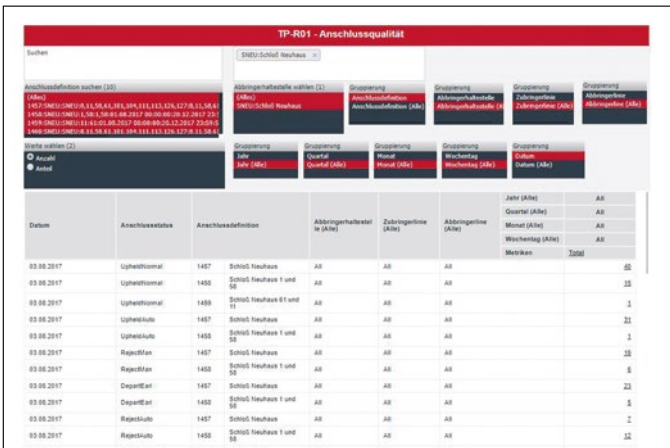 TP-R01 - Anschlussqualität
Suchen
SNEU:Schloß Neuhaus ×
Anschlussdefinition suchen (10)
(Alles)
Abbringerhaltestelle wählen (1)
(Alles)
SNEU:Schloß Neuhaus
Gruppierung
Anschlussdefinition
Anschlussdefinition (Alle)
Gruppierung
Abbringerhaltestelle
Gruppierung
Zubringerlinie
Zubringerlinie (Alle)
Gruppierung
Abbringerlinie
Abbringerline (Alle)
Werte wählen (2)
Anzahl
Anteil
Gruppierung
Jahr
Jahr (Alle)
Gruppierung
Quartal
Quartal (Alle)
Gruppierung
Monat
Monat (Alle)
Gruppierung
Wochentag
Wochentag (Alle)
Gruppierung
Datum
Datum (Alle)
Jahr (Alle) All
Quartal (Alle) All
Monat (Alle) All
Wochentag (Alle) All
Datum Anschlussstatus Anschlussdefinition Abbringerhaltestelle (Alle) Zubringerlinie (Alle) Abbringerline (Alle) Metriken Total
03.08.2017 UpheldNormal 1457 Schloß Neuhaus All All All 40
03.08.2017 UpheldNormal 1458 Schloß Neuhaus 1 und 58 All All All 15
03.08.2017 UpheldNormal 1459 Schloß Neuhaus 61 und 11 All All All 1
03.08.2017 UpheldAuto 1457 Schloß Neuhaus All All All 31
03.08.2017 UpheldAuto 1458 Schloß Neuhaus 1 und 58 All All All
03.08.2017 RejectMan 1457 Schloß Neuhaus All All All
03.08.2017 RejectMan 1458 Schloß Neuhaus 1 und 58 All All All
03.08.2017 DepartEarl 1457 Schloß Neuhaus All All All 23
03.08.2017 DepartEarl 1458 Schloß Neuhaus 1 und 58 All All All 5
03.08.2017 RejectAuto 1457 Schloß Neuhaus All All All 7
03.08.2017 RejectAuto 1458 Schloß Neuhaus 1 und 58 All All All 12